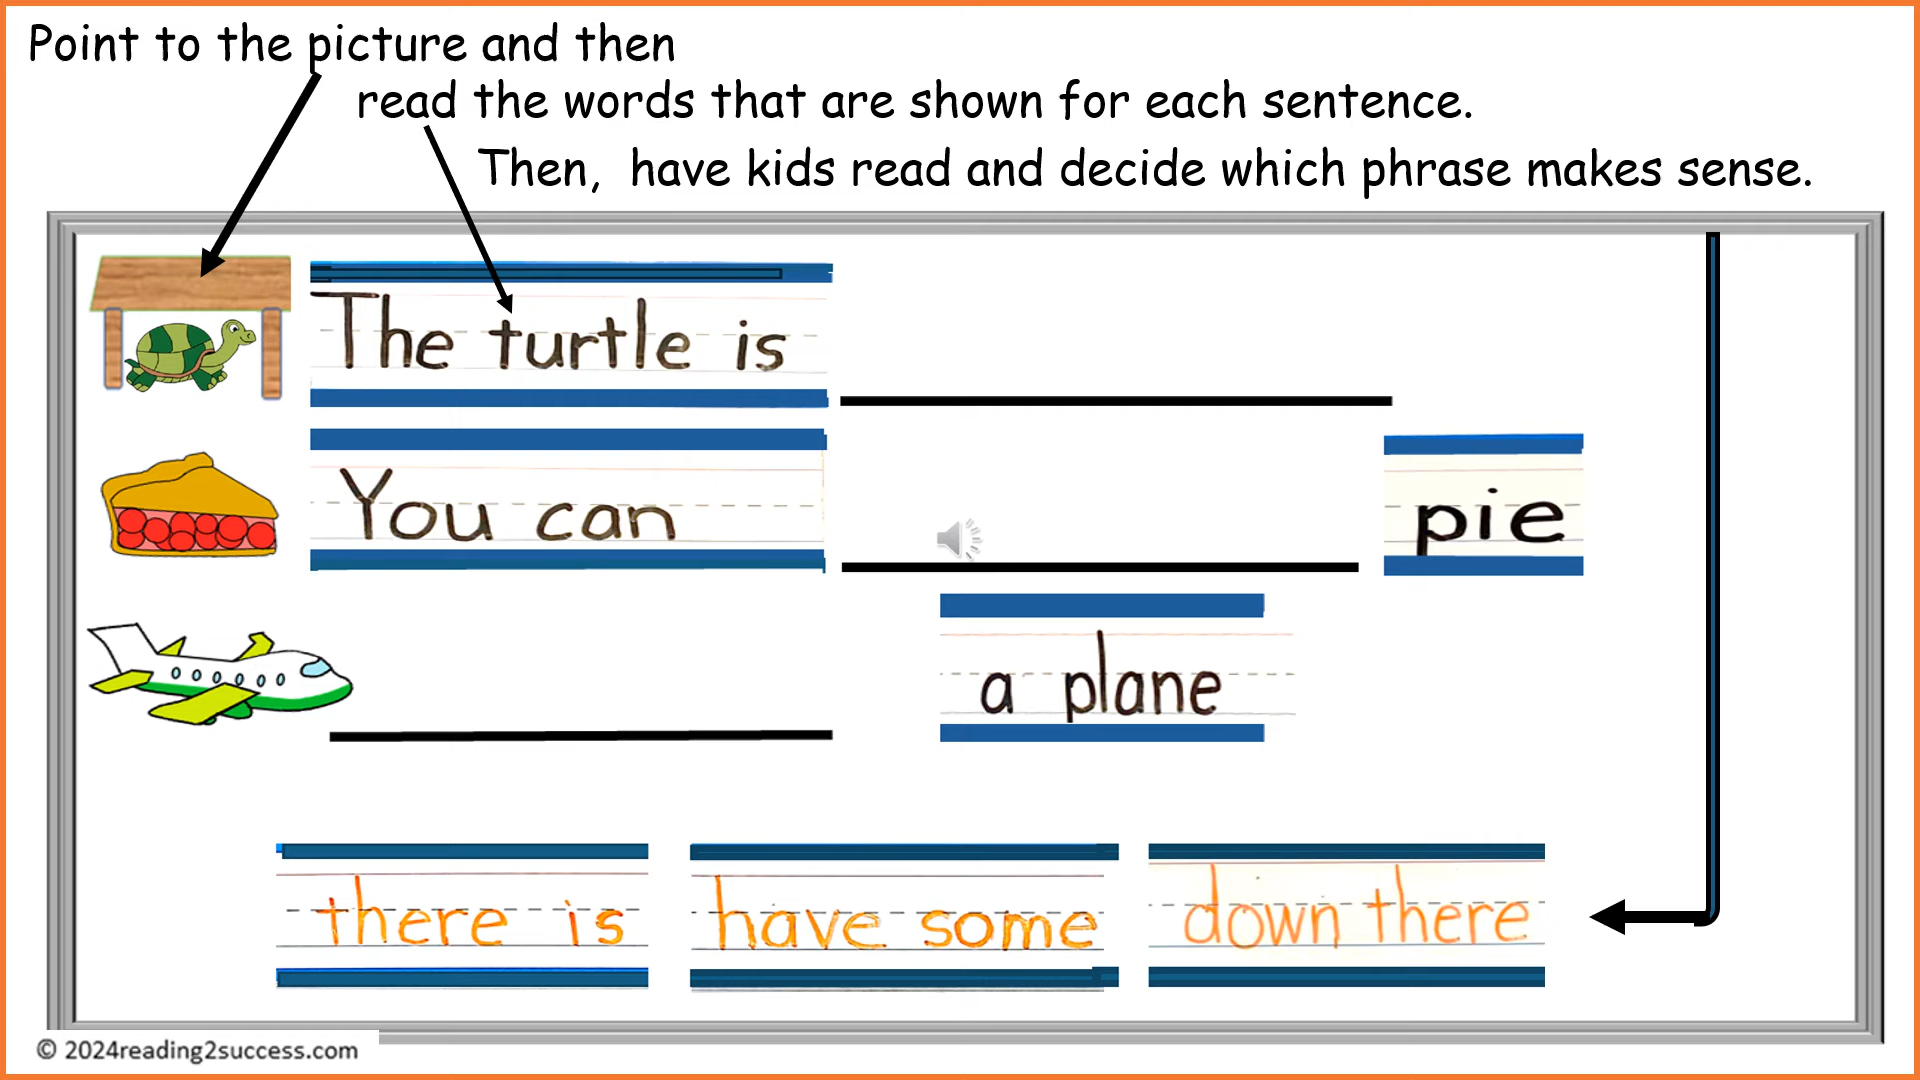 Point to the picture and then
read the words that are shown for each sentence.
Then, have kids read and decide which phrase makes sense.
The turtle is
You can
pie
a plane
there is
have some
down there
© 2024reading2success.com